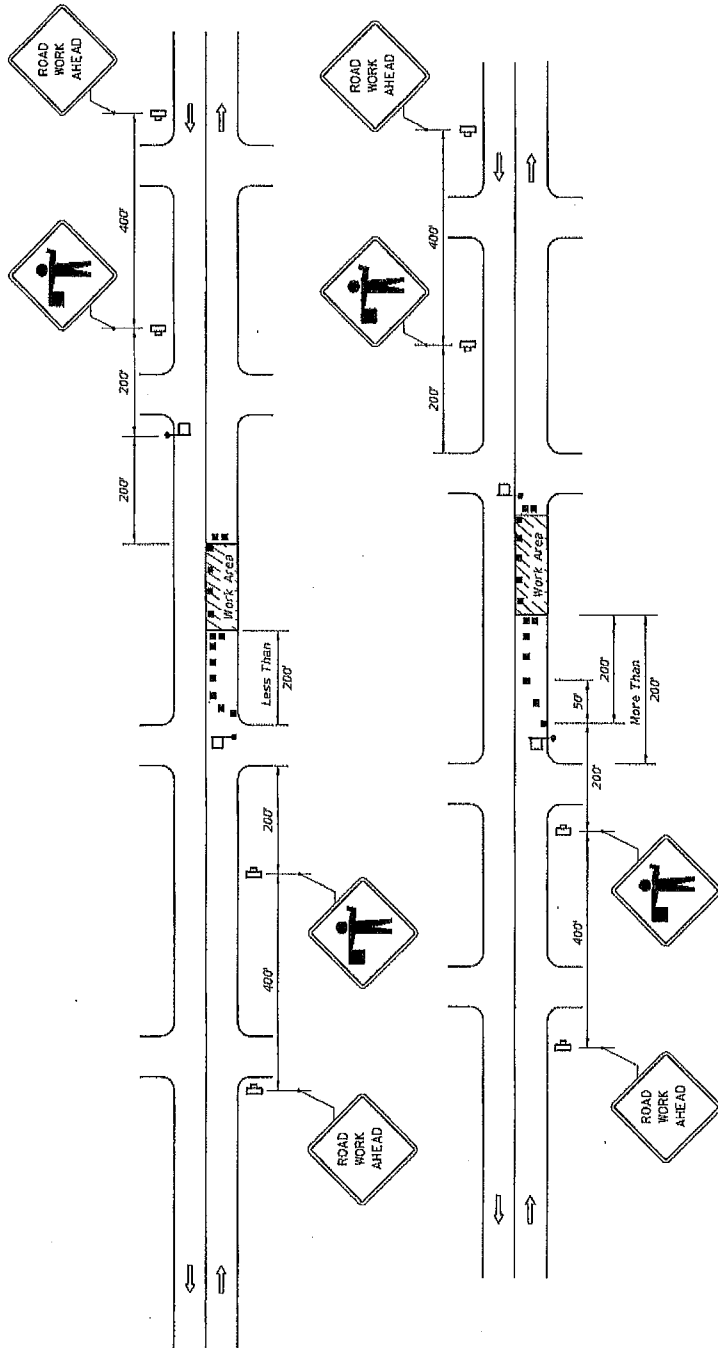 ROAD
WORK
AHEAD
400'
200'
200'
Work Area
Less Than
200'
200'
400'
ROAD
WORK
AHEAD
ROAD
WORK
AHEAD
400'
200'
Work Area
200'
More Than
200'
50'
200'
400'
ROAD
WORK
AHEAD